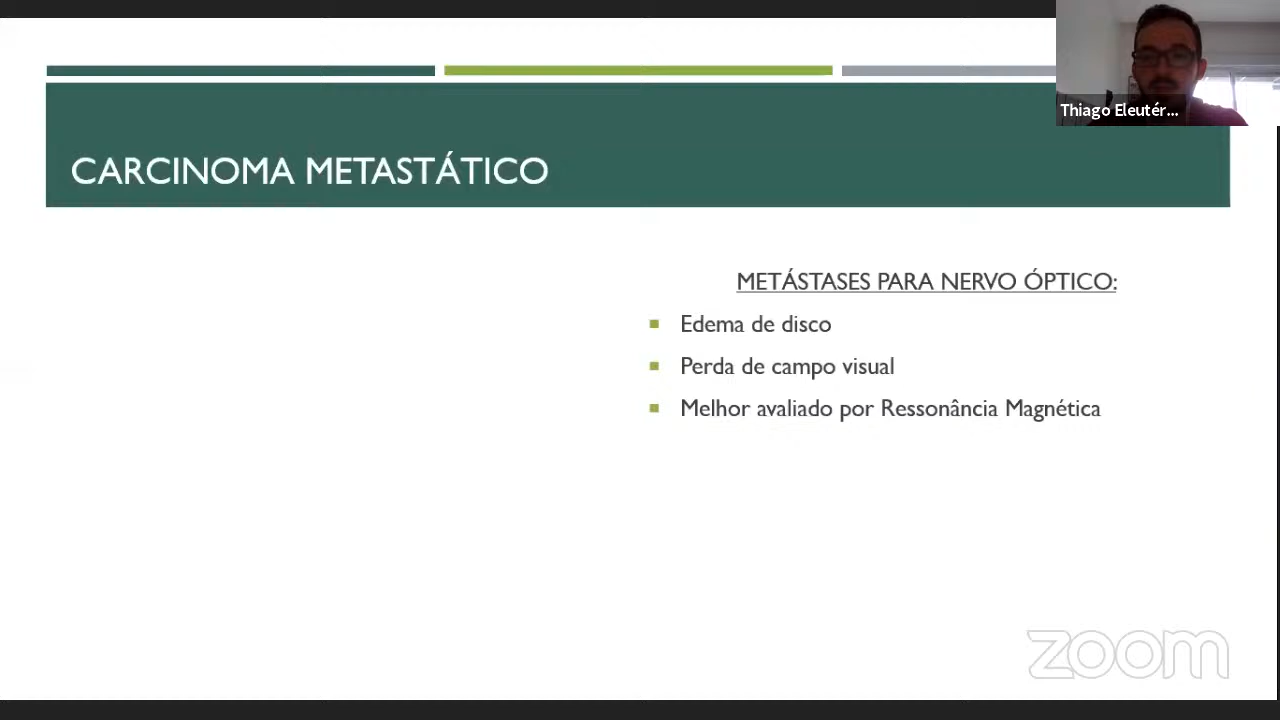 Thiago Eleutér...
CARCINOMA METASTÁTICO
METÁSTASES PARA NERVO ÓPTICO:
Edema de disco
Perda de campo visual
Melhor avaliado por Ressonância Magnética
zoom